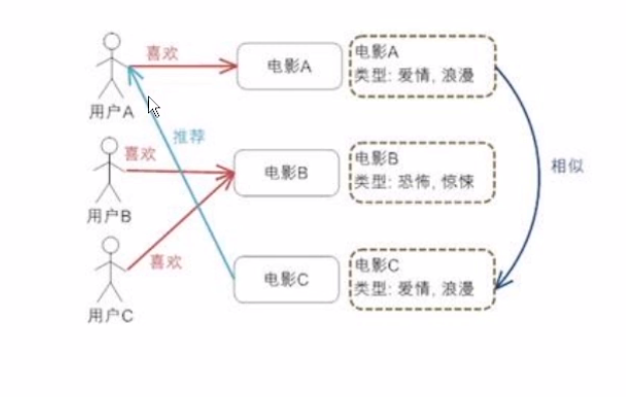 喜欢
电影A
电影A
类型: 爱情, 浪漫
用户A
推荐
喜欢
电影B
电影B
类型: 恐怖, 惊悚
相似
用户B
喜欢
电影C
电影C
类型: 爱情, 浪漫
用户C